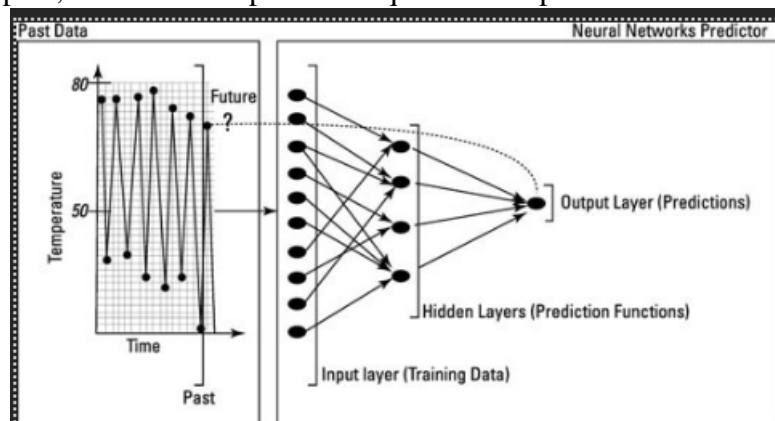 Past Data
Neural Networks Predictor
80
Future
?
Temperature
50
Time
Past
Output Layer (Predictions)
Hidden Layers (Prediction Functions)
Input layer (Training Data)